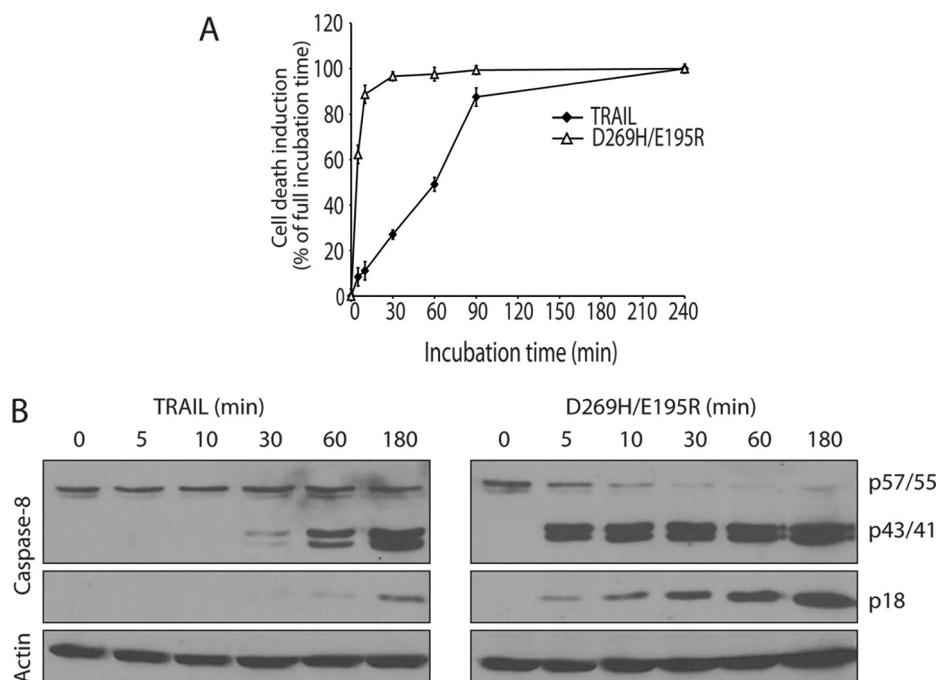 A
Cell death induction
(% of full incubation time)
120
100
80
60
40
20
0
TRAIL
D269H/E195R
0 30 60 90 120 150 180 210 240
Incubation time (min)
B
TRAIL (min)
0 5 10 30 60 180
D269H/E195R (min)
0 5 10 30 60 180
Caspase-8
p57/55
p43/41
p18
Actin